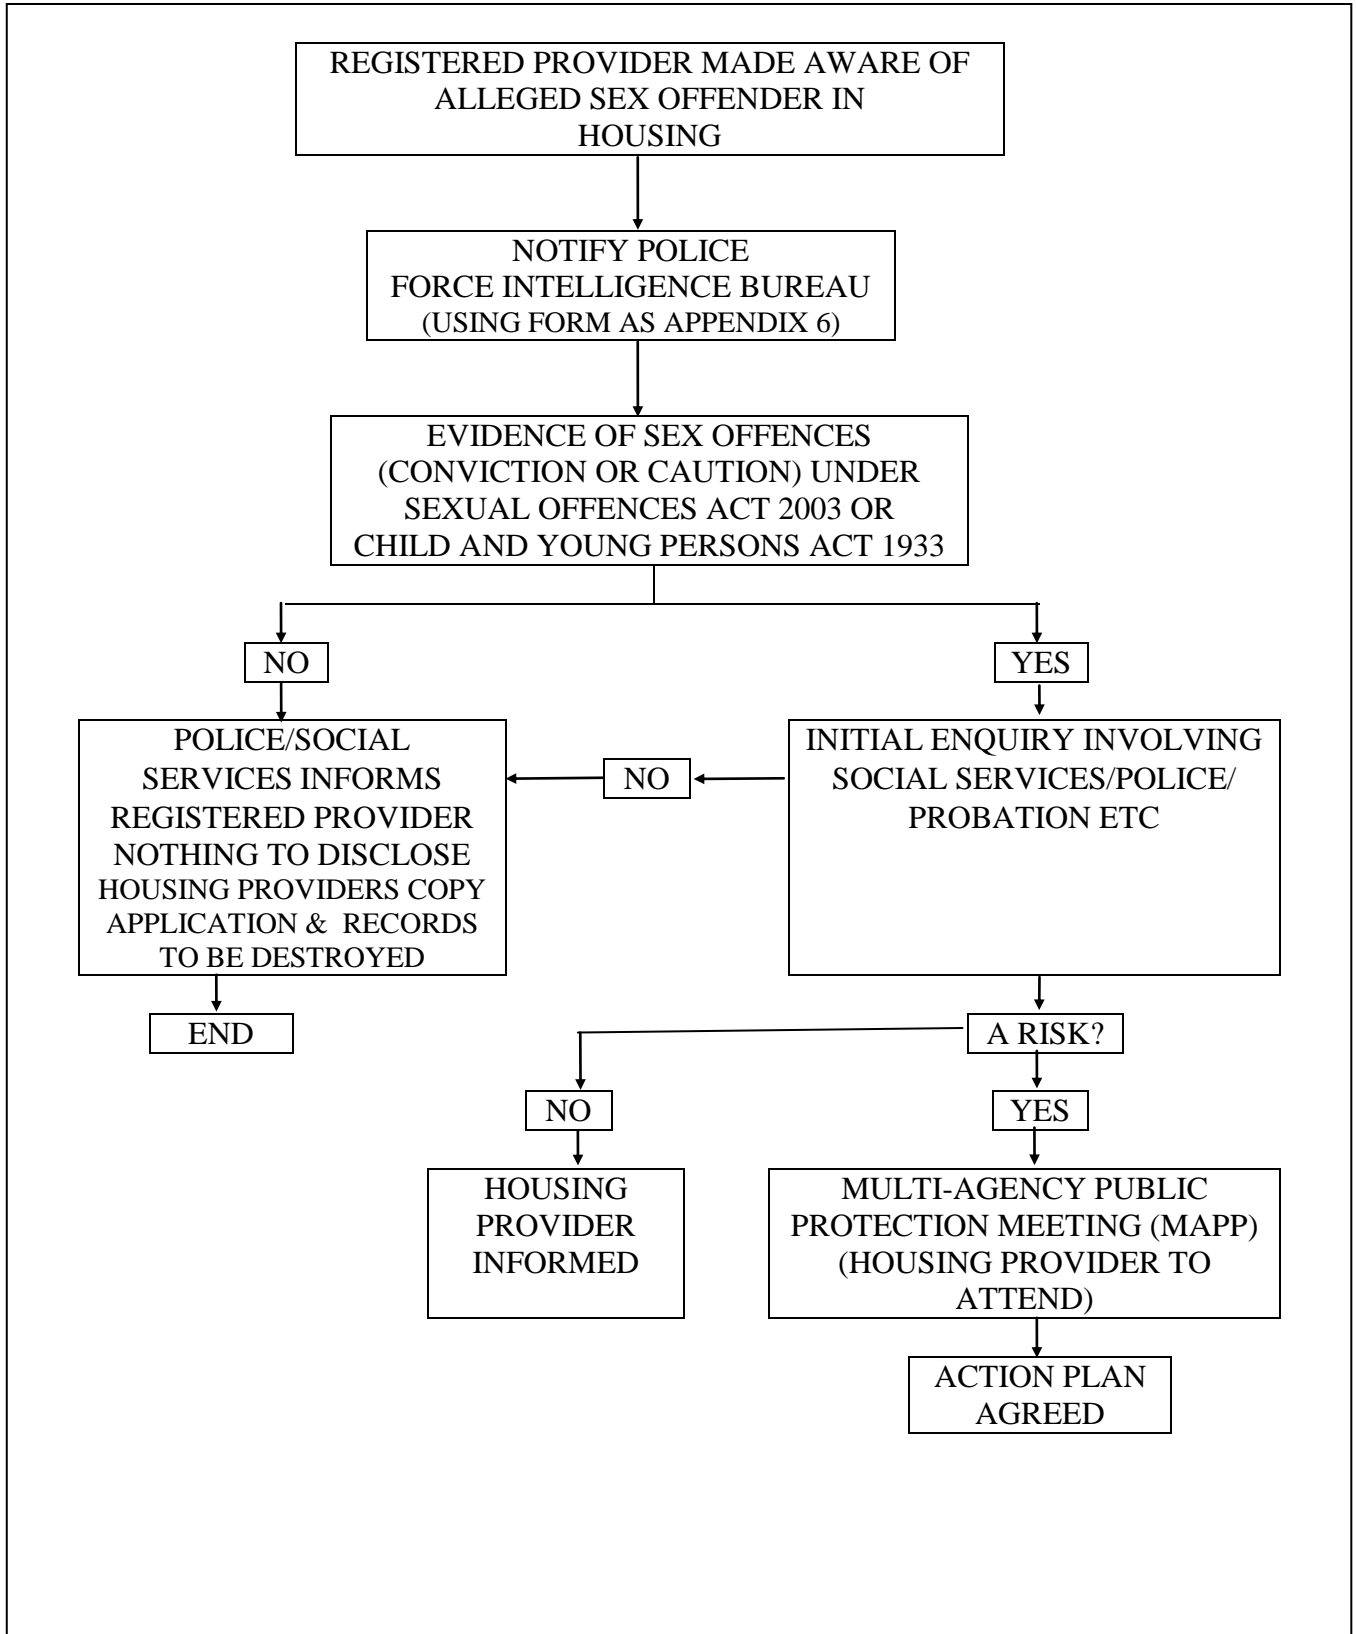 REGISTERED PROVIDER MADE AWARE OF
ALLEGED SEX OFFENDER IN
HOUSING
NOTIFY POLICE
FORCE INTELLIGENCE BUREAU
(USING FORM AS APPENDIX 6)
EVIDENCE OF SEX OFFENCES
(CONVICTION OR CAUTION) UNDER
SEXUAL OFFENCES ACT 2003 OR
CHILD AND YOUNG PERSONS ACT 1933
NO
YES
POLICE/SOCIAL
SERVICES INFORMS
REGISTERED PROVIDER
NOTHING TO DISCLOSE
HOUSING PROVIDERS COPY
APPLICATION & RECORDS
TO BE DESTROYED
NO
INITIAL ENQUIRY INVOLVING
SOCIAL SERVICES/POLICE/
PROBATION ETC
END
A RISK?
NO
YES
HOUSING
PROVIDER
INFORMED
MULTI-AGENCY PUBLIC
PROTECTION MEETING (MAPP)
(HOUSING PROVIDER TO
ATTEND)
ACTION PLAN
AGREED